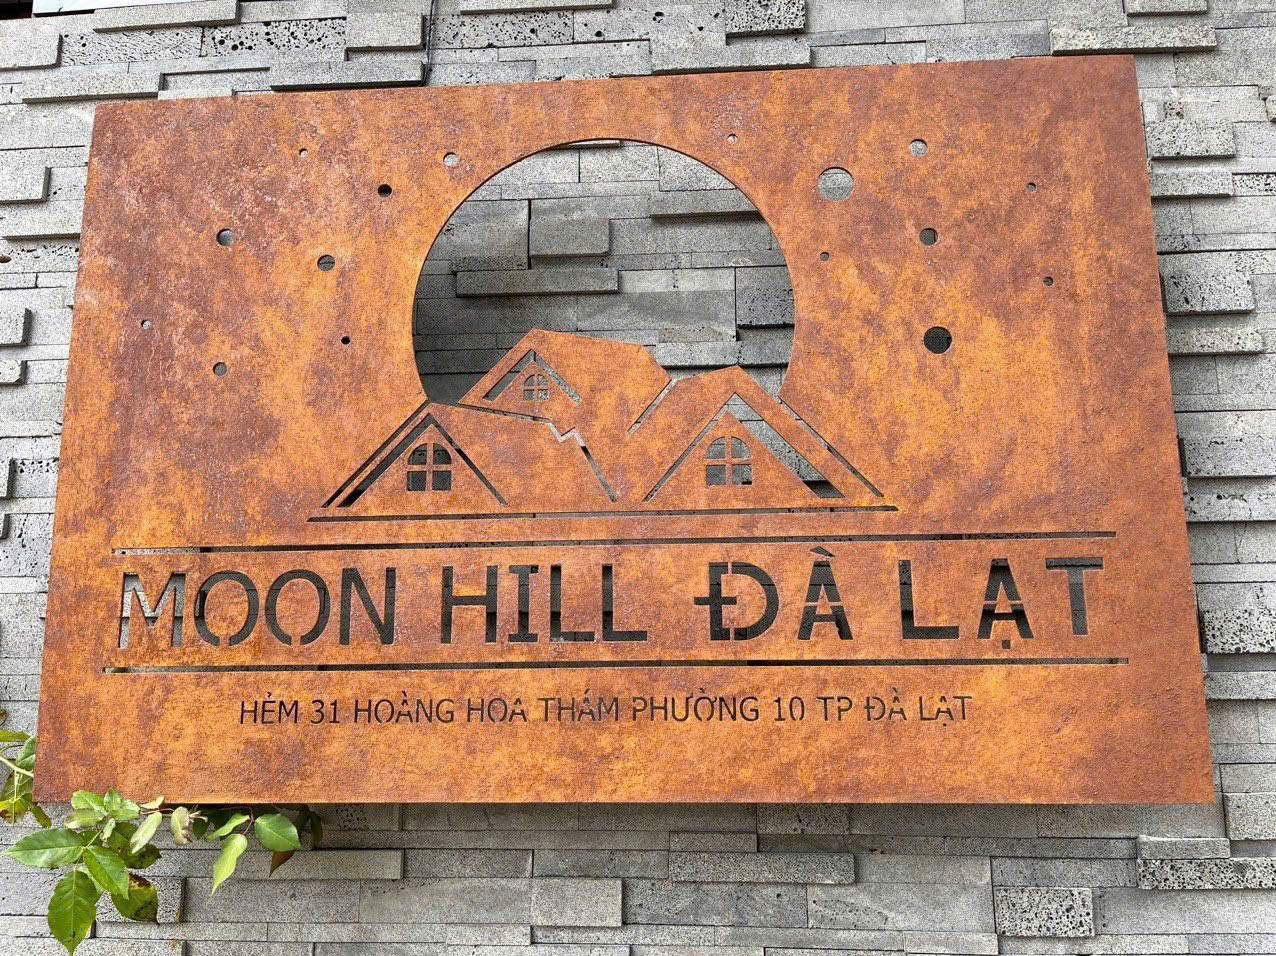 MOON HILL ĐÀ LẠT
HẺM 31 HOÀNG HOA THÁM PHƯỜNG 10 TP ĐÀ LẠT